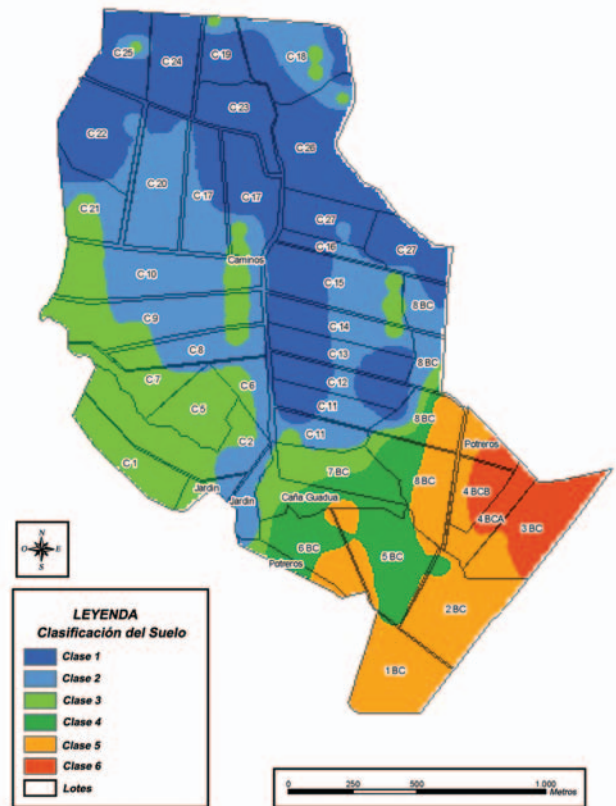 C 25
C 24
C 19
C 18
C 23
C 22
C 26
C 20
C 17
C 17
C 21
C 27
C 16
C 27
Caminos
C 10
C 15
8 BC
C 9
C 14
C 8
C 13
8 BC
C 7
C 6
C 12
C 5
C 11
8 BC
C 2
C 11
Potreros
C 1
7 BC
8 BC
Jardin
Jardin
Caña Guadua
4 BCB
4 BCA
3 BC
6 BC
5 BC
Potreros
2 BC
1 BC
N
O
E
S
LEYENDA
Clasificación del Suelo
Clase 1
Clase 2
Clase 3
Clase 4
Clase 5
Clase 6
Lotes
0 250 500 1.000
Metros